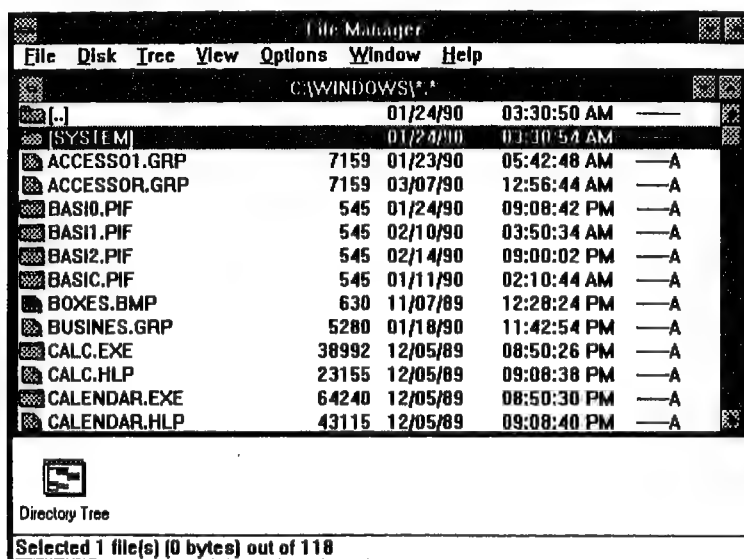 File Manager
File Disk Tree View Options Window Help
C:\WINDOWS\*.*
[..] 01/24/90 03:30:50 AM ----
[SYSTEM] 01/24/90 03:30:54 AM ----
ACCESSO1.GRP 7159 01/23/90 05:42:48 AM ----A
ACCESSOR.GRP 7159 03/07/90 12:56:44 AM ----A
BASI0.PIF 545 01/24/90 09:08:42 PM ----A
BASI1.PIF 545 02/10/90 03:50:34 AM ----A
BASI2.PIF 545 02/14/90 09:00:02 PM ----A
BASIC.PIF 545 01/11/90 02:10:44 AM ----A
BOXES.BMP 630 11/07/89 12:28:24 PM ----A
BUSINES.GRP 5280 01/18/90 11:42:54 PM ----A
CALC.EXE 38992 12/05/89 08:50:26 PM ----A
CALC.HLP 23155 12/05/89 09:08:38 PM ----A
CALENDAR.EXE 64240 12/05/89 08:50:30 PM ----A
CALENDAR.HLP 43115 12/05/89 09:08:40 PM ----A
Directory Tree
Selected 1 file(s) (0 bytes) out of 118